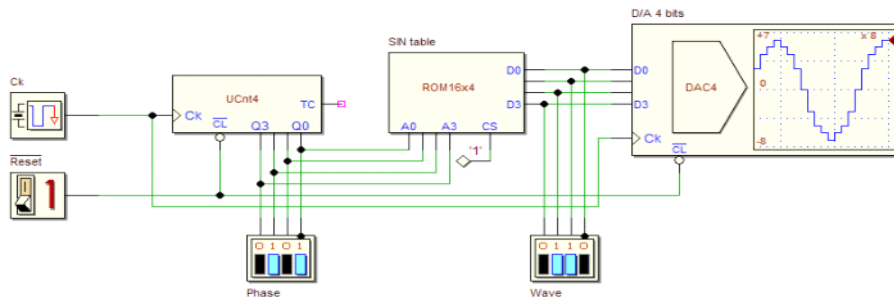 D/A 4 bits
SIN table
+7
x 8
Ck
D0
D0
UCnt4
TC
ROM16x4
DAC4
0
Ck
CL
Q3
Q0
A0
A3
CS
D3
D3
'1'
Ck
-8
Reset
CL
1
0 1 0 1
0 1 1 0
Phase
Wave